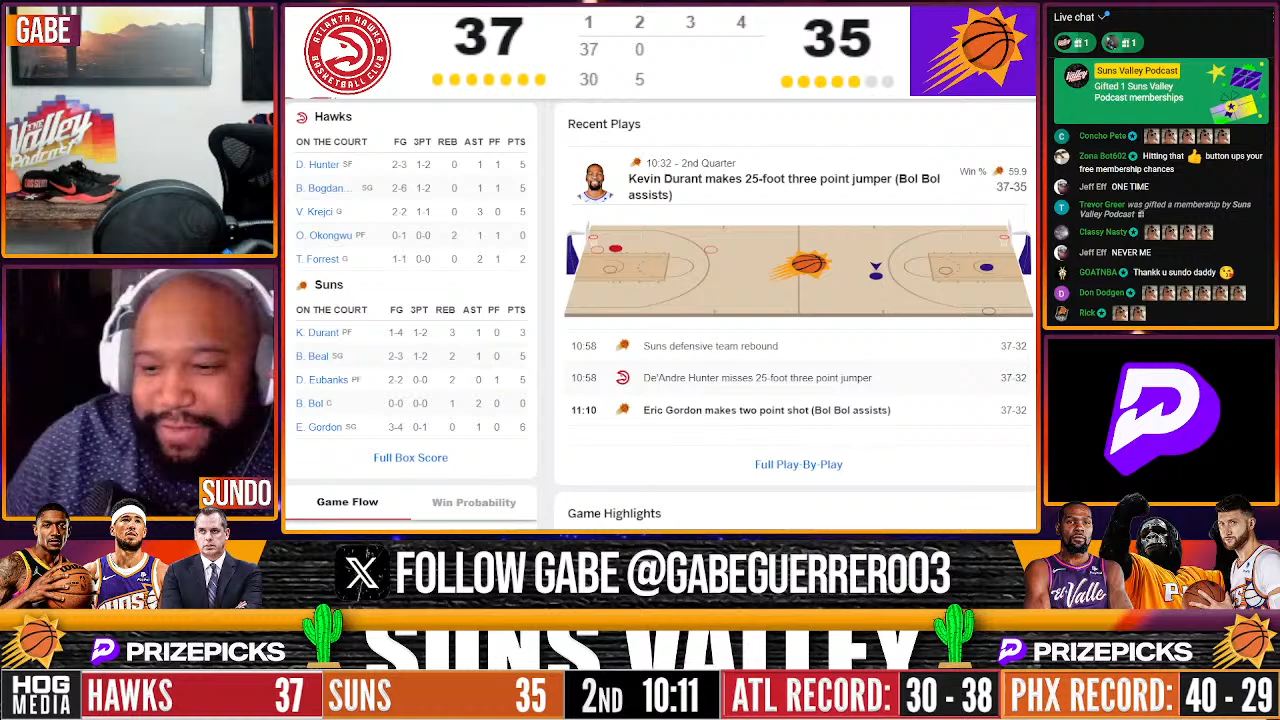 GABE
ATLANTA HAWKS
BASKETBALL CLUB
37
1 2 3 4
37 0
30 5
35
Hawks
ON THE COURT FG 3PT REB AST PF PTS
D. Hunter SF 2-3 1-2 0 1 1 5
B. Bogdan... SG 2-6 1-2 0 1 1 5
V. Krejci G 2-2 1-1 0 3 0 5
O. Okongwu PF 0-1 0-0 2 1 1 0
T. Forrest G 1-1 0-0 0 2 1 2
Suns
ON THE COURT FG 3PT REB AST PF PTS
K. Durant PF 1-4 1-2 3 1 0 3
B. Beal SG 2-3 1-2 2 1 0 5
D. Eubanks PF 2-2 0-0 2 0 1 5
B. Bol C 0-0 0-0 1 2 0 0
E. Gordon SG 3-4 0-1 0 1 0 6
Full Box Score
Game Flow Win Probability
Recent Plays
10:32 - 2nd Quarter
Kevin Durant makes 25-foot three point jumper (Bol Bol
assists)
Win % 59.9
37-35
10:58 Suns defensive team rebound 37-32
10:58 De'Andre Hunter misses 25-foot three point jumper 37-32
11:10 Eric Gordon makes two point shot (Bol Bol assists) 37-32
Full Play-By-Play
Game Highlights
Live chat
1 1
Suns Valley Podcast
Gifted 1 Suns Valley
Podcast memberships
C Concho Pete
Zona Bot602 Hitting that 👍 button ups your
free membership chances
Jeff Eff ONE TIME
T Trevor Greer was gifted a membership by Suns
Valley Podcast
Classy Nasty
Jeff Eff NEVER ME
GOATNBA Thankk u sundo daddy 😘
D Don Dodgen
Rick
THE
Valley
Podcast
SUNDO
FOLLOW GABE @GABEGUERRERO03
SUNS VALLEY
PRIZEPICKS
PRIZEPICKS
HOG
MEDIA
HAWKS 37 SUNS 35 2ND 10:11 ATL RECORD: 30 - 38 PHX RECORD: 40 - 29